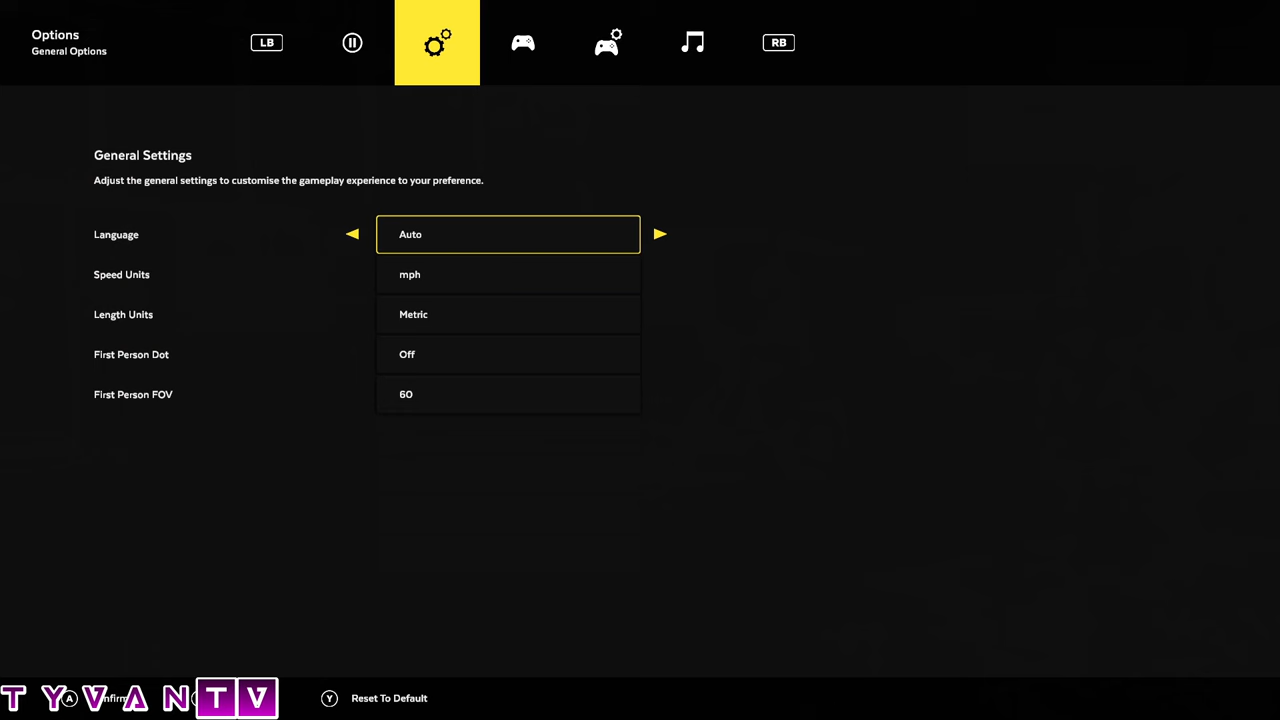 Options
General Options
LB
RB
General Settings
Adjust the general settings to customise the gameplay experience to your preference.
Language Auto
Speed Units mph
Length Units Metric
First Person Dot Off
First Person FOV 60
TYVANTV
A
Y Reset To Default